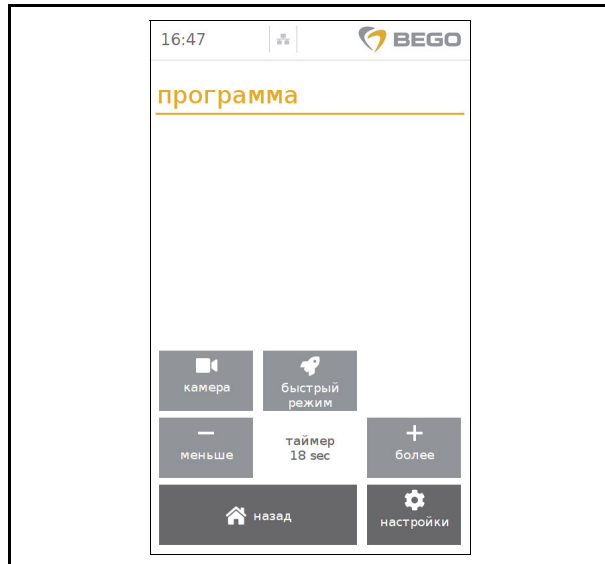 16:47
BEGO
программа
камера
быстрый
режим
меньше
таймер
18 sec
более
назад
настройки